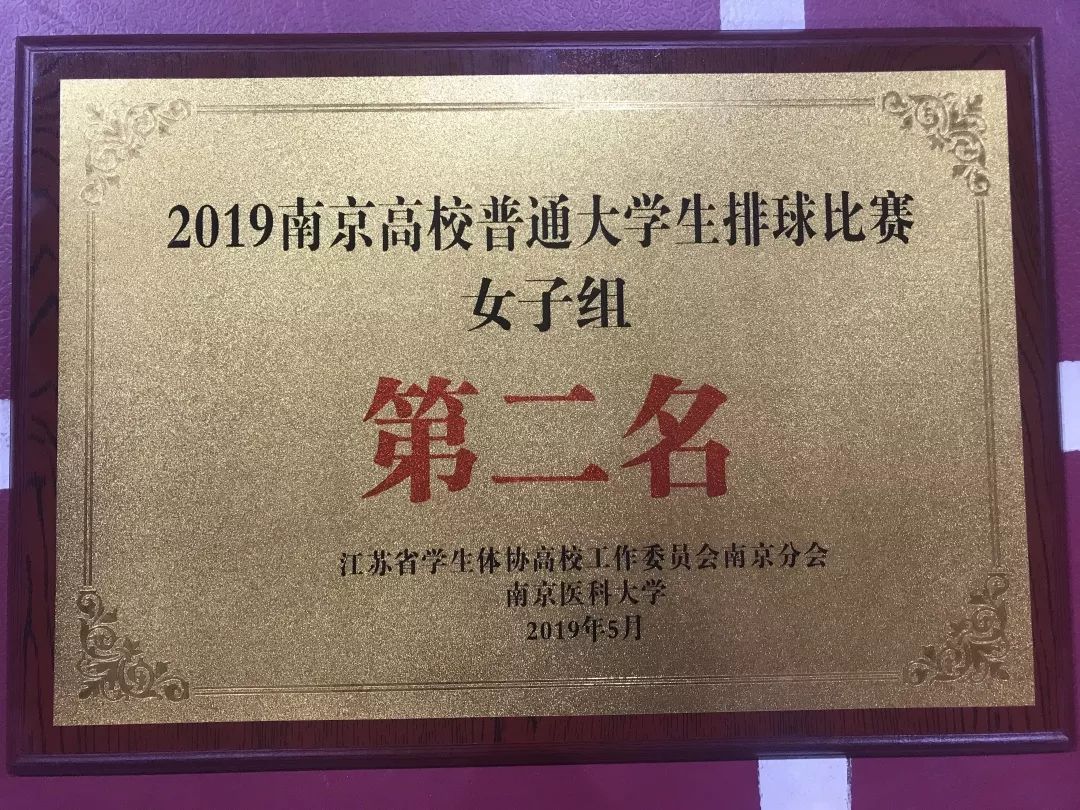 2019南京高校普通大学生排球比赛
女子组
第二名
江苏省学生体协高校工作委员会南京分会
南京医科大学
2019年5月